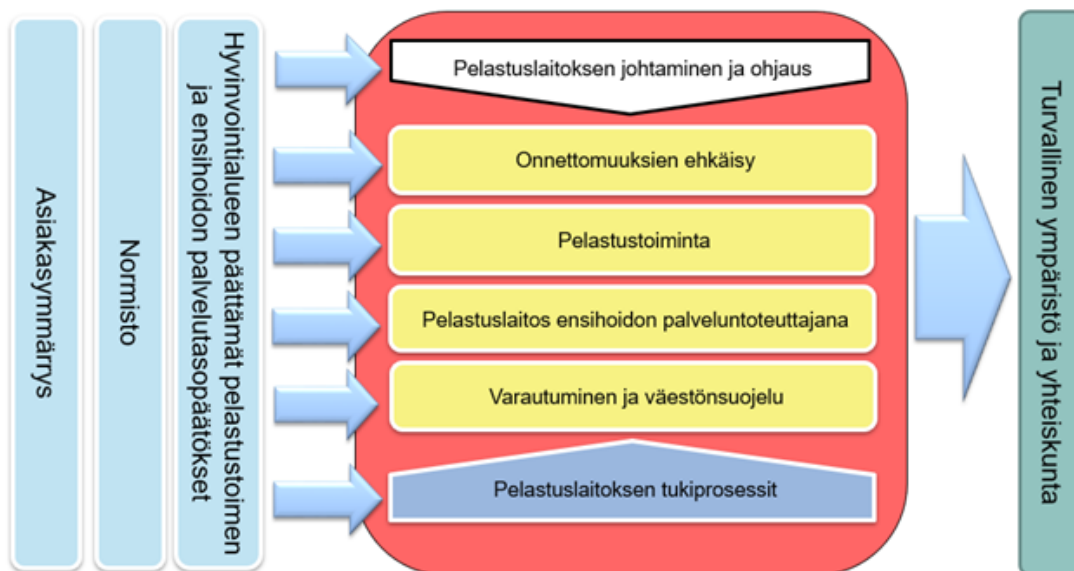 Asiakasymmärrys
Normisto
Hyvinvointialueen päättämät pelastustoimen
ja ensihoidon palvelutasopäätökset
Pelastuslaitoksen johtaminen ja ohjaus
Onnettomuuksien ehkäisy
Pelastustoiminta
Pelastuslaitos ensihoidon palveluntoteuttajana
Varautuminen ja väestönsuojelu
Pelastuslaitoksen tukiprosessit
Turvallinen ympäristö ja yhteiskunta